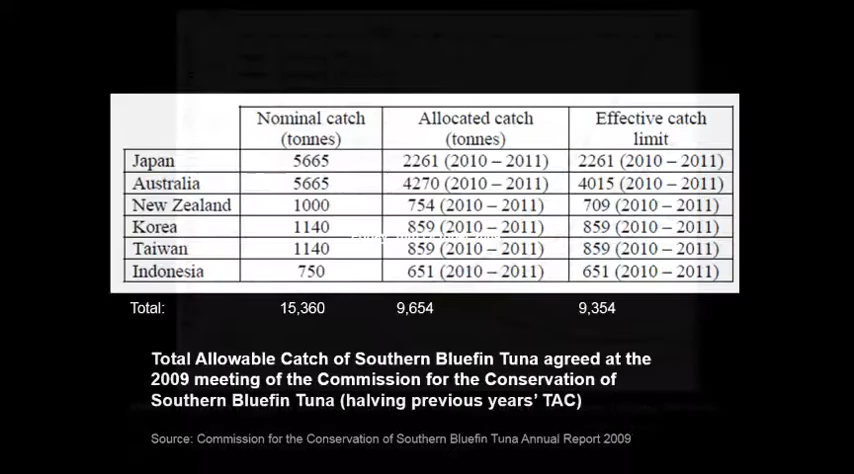 Nominal catch (tonnes) Allocated catch (tonnes) Effective catch limit
Japan 5665 2261 (2010 – 2011) 2261 (2010 – 2011)
Australia 5665 4270 (2010 – 2011) 4015 (2010 – 2011)
New Zealand 1000 754 (2010 – 2011) 709 (2010 – 2011)
Korea 1140 859 (2010 – 2011) 859 (2010 – 2011)
Taiwan 1140 859 (2010 – 2011) 859 (2010 – 2011)
Indonesia 750 651 (2010 – 2011) 651 (2010 – 2011)
Total: 15,360 9,654 9,354
Total Allowable Catch of Southern Bluefin Tuna agreed at the
2009 meeting of the Commission for the Conservation of
Southern Bluefin Tuna (halving previous years’ TAC)
Source: Commission for the Conservation of Southern Bluefin Tuna Annual Report 2009